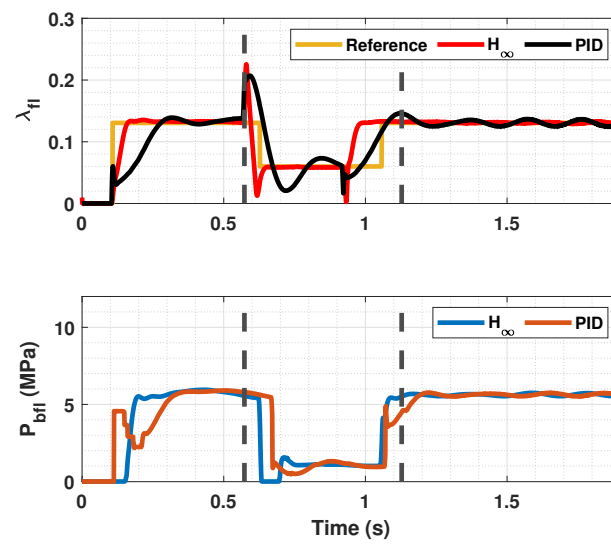 0.3
0.2
0.1
0
λfl
Reference H∞ PID
0 0.5 1 1.5
10
5
0
Pbfl (MPa)
H∞ PID
0 0.5 1 1.5
Time (s)